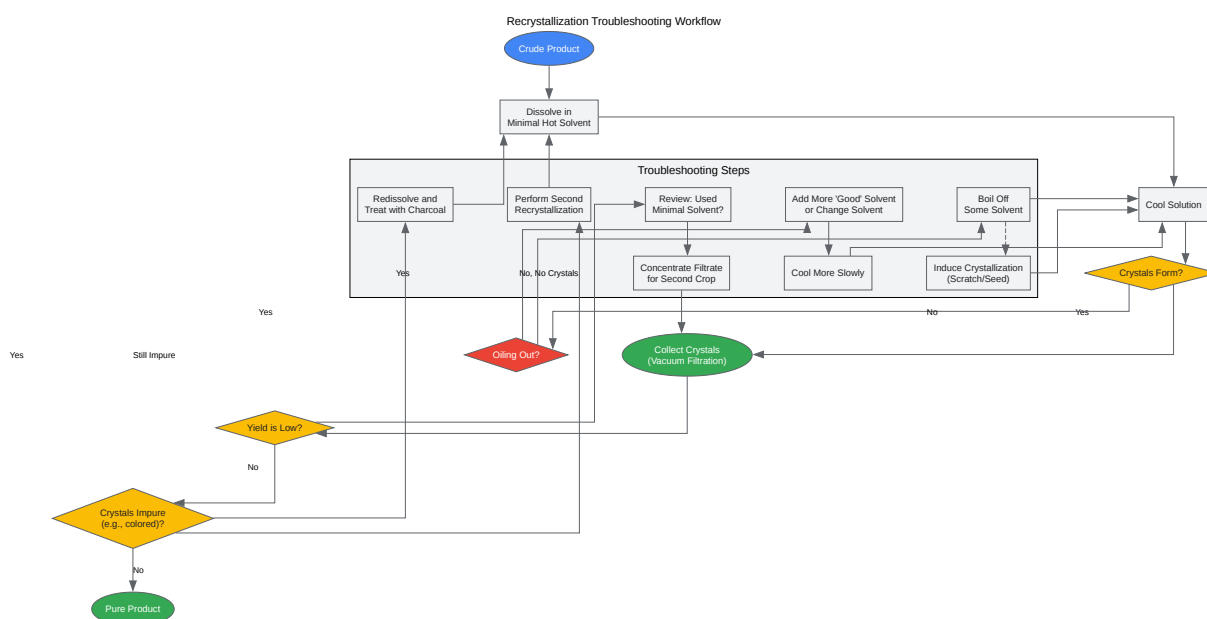 Recrystallization Troubleshooting Workflow
Crude Product
Dissolve in
Minimal Hot Solvent
Troubleshooting Steps
Redissolve and
Treat with Charcoal
Perform Second
Recrystallization
Review: Used
Minimal Solvent?
Add More 'Good' Solvent
or Change Solvent
Boil Off
Some Solvent
Cool Solution
Yes
No, No Crystals
Concentrate Filtrate
for Second Crop
Cool More Slowly
Induce Crystallization
(Scratch/Seed)
Crystals Form?
Yes
No
Yes
Yes
Still Impure
Oiling Out?
Collect Crystals
(Vacuum Filtration)
Yield is Low?
No
Crystals Impure
(e.g., colored)?
No
Pure Product